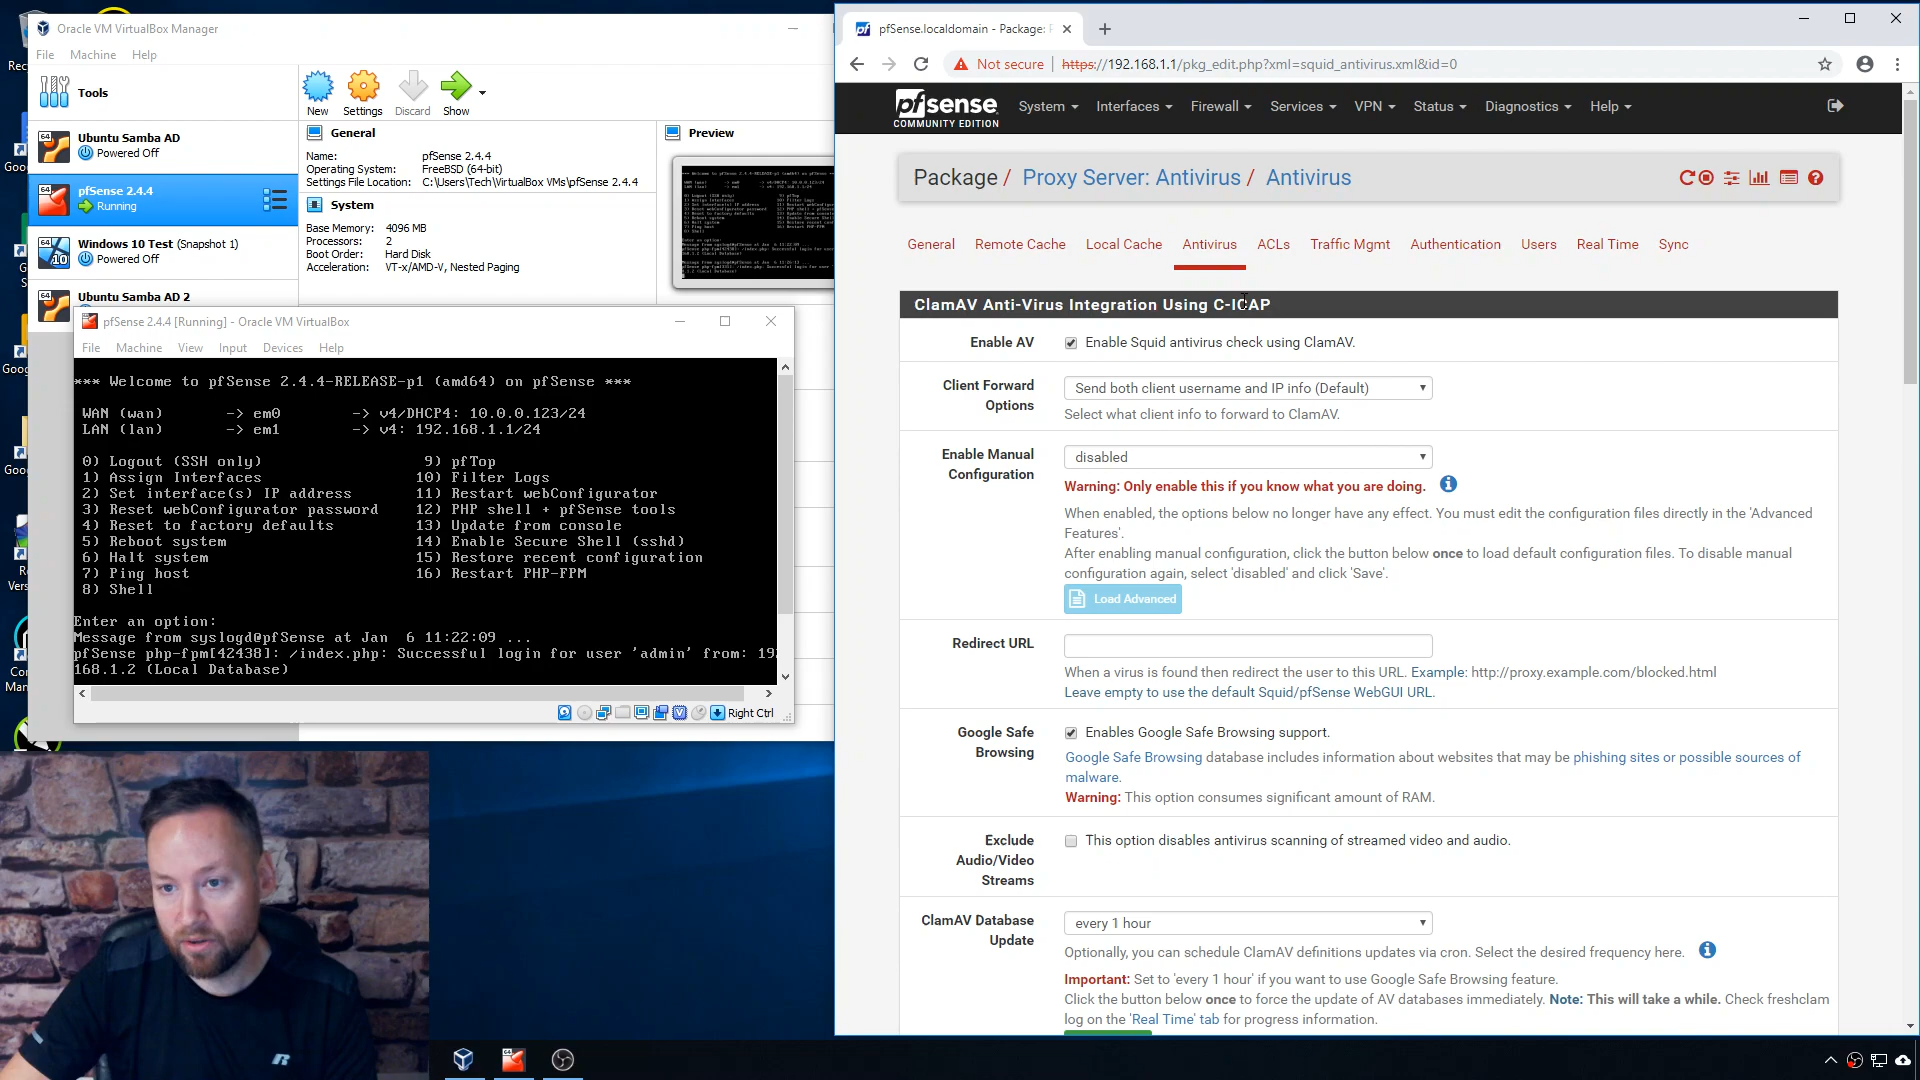 Oracle VM VirtualBox Manager
File Machine Help
Tools
New
Settings
Discard
Show
Ubuntu Samba AD
Powered Off
pfSense 2.4.4
Running
Windows 10 Test (Snapshot 1)
Powered Off
Ubuntu Samba AD 2
General
Name: pfSense 2.4.4
Operating System: FreeBSD (64-bit)
Settings File Location: C:\Users\Tech\VirtualBox VMs\pfSense 2.4.4
System
Base Memory: 4096 MB
Processors: 2
Boot Order: Hard Disk
Acceleration: VT-x/AMD-V, Nested Paging
Preview
pfSense 2.4.4 [Running] - Oracle VM VirtualBox
File Machine View Input Devices Help
*** Welcome to pfSense 2.4.4-RELEASE-p1 (amd64) on pfSense ***
WAN (wan) -> em0 -> v4/DHCP4: 10.0.0.123/24
LAN (lan) -> em1 -> v4: 192.168.1.1/24
0) Logout (SSH only) 9) pfTop
1) Assign Interfaces 10) Filter Logs
2) Set interface(s) IP address 11) Restart webConfigurator
3) Reset webConfigurator password 12) PHP shell + pfSense tools
4) Reset to factory defaults 13) Update from console
5) Reboot system 14) Enable Secure Shell (sshd)
6) Halt system 15) Restore recent configuration
7) Ping host 16) Restart PHP-FPM
8) Shell
Enter an option:
Message from syslogd@pfSense at Jan 6 11:22:09 ...
pfSense php-fpm[42438]: /index.php: Successful login for user 'admin' from: 192
168.1.2 (Local Database)
Right Ctrl
pfSense.localdomain - Package:
Not secure | https://192.168.1.1/pkg_edit.php?xml=squid_antivirus.xml&id=0
pfsense
COMMUNITY EDITION
System Interfaces Firewall Services VPN Status Diagnostics Help
Package / Proxy Server: Antivirus / Antivirus
General Remote Cache Local Cache Antivirus ACLs Traffic Mgmt Authentication Users Real Time Sync
ClamAV Anti-Virus Integration Using C-ICAP
Enable AV
Enable Squid antivirus check using ClamAV.
Client Forward Options
Send both client username and IP info (Default)
Select what client info to forward to ClamAV.
Enable Manual Configuration
disabled
Warning: Only enable this if you know what you are doing.
When enabled, the options below no longer have any effect. You must edit the configuration files directly in the 'Advanced
Features'.
After enabling manual configuration, click the button below once to load default configuration files. To disable manual
configuration again, select 'disabled' and click 'Save'.
Load Advanced
Redirect URL
When a virus is found then redirect the user to this URL. Example: http://proxy.example.com/blocked.html
Leave empty to use the default Squid/pfSense WebGUI URL.
Google Safe Browsing
Enables Google Safe Browsing support.
Google Safe Browsing database includes information about websites that may be phishing sites or possible sources of
malware.
Warning: This option consumes significant amount of RAM.
Exclude Audio/Video Streams
This option disables antivirus scanning of streamed video and audio.
ClamAV Database Update
every 1 hour
Optionally, you can schedule ClamAV definitions updates via cron. Select the desired frequency here.
Important: Set to 'every 1 hour' if you want to use Google Safe Browsing feature.
Click the button below once to force the update of AV databases immediately. Note: This will take a while. Check freshclam
log on the 'Real Time' tab for progress information.